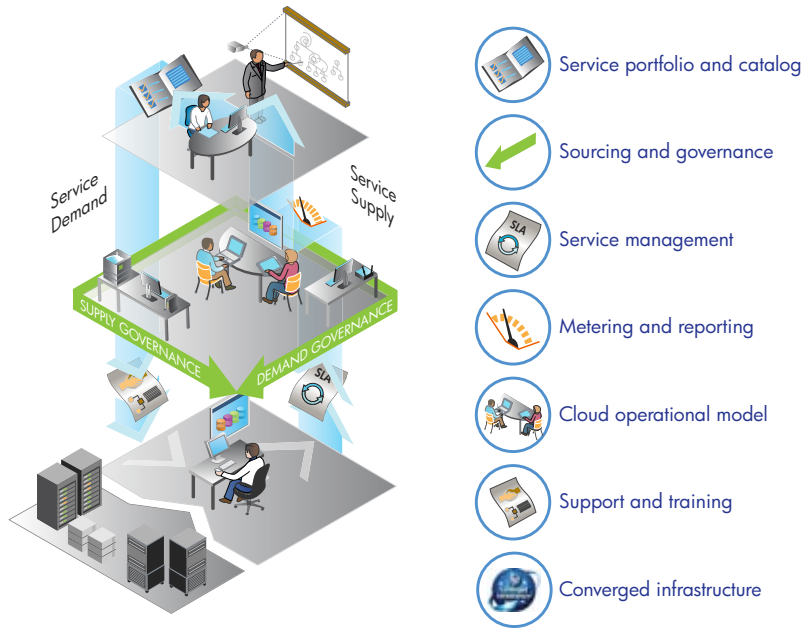 Service
Demand
Service
Supply
SUPPLY GOVERNANCE
DEMAND GOVERNANCE
SLA
Service portfolio and catalog
Sourcing and governance
SLA
Service management
Metering and reporting
Cloud operational model
Support and training
Converged infrastructure